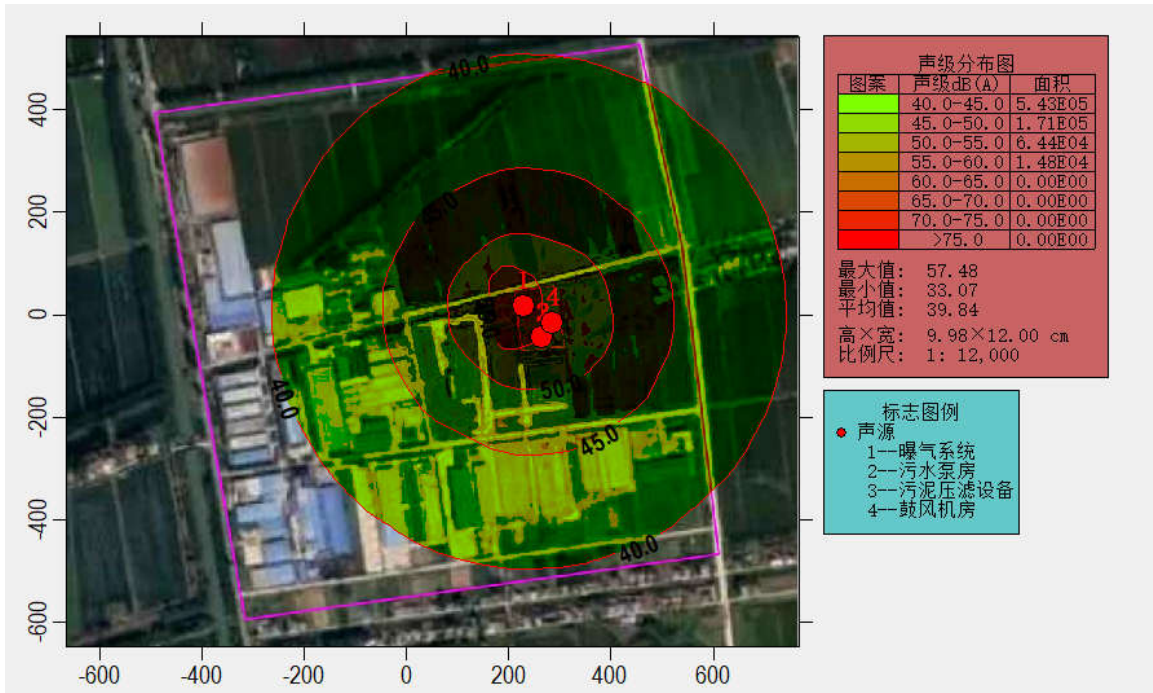 声级分布图
图案 声级dB(A) 面积
40.0-45.0 5.43E05
45.0-50.0 1.71E05
50.0-55.0 6.44E04
55.0-60.0 1.48E04
60.0-65.0 0.00E00
65.0-70.0 0.00E00
70.0-75.0 0.00E00
>75.0 0.00E00
最大值: 57.48
最小值: 33.07
平均值: 39.84
高×宽: 9.98×12.00 cm
比例尺: 1: 12,000
标志图例
声源
1--曝气系统
2--污水泵房
3--污泥压滤设备
4--鼓风机房
400
200
0
-200
-400
-600
-600 -400 -200 0 200 400 600
40.0
45.0
1
4
50.0
40.0
45.0
40.0